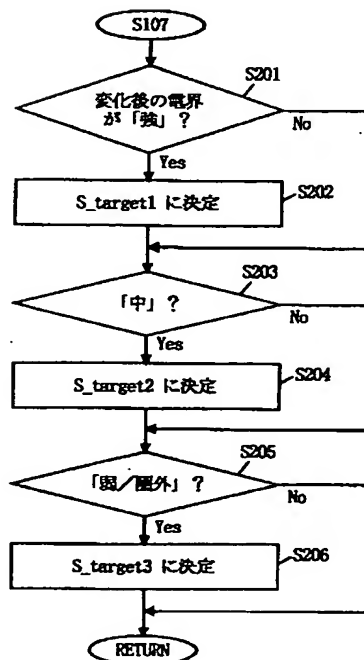 S107
S201
変化後の電界
が「強」？
No
Yes
S202
S_target1 に決定
S203
「中」？
No
Yes
S204
S_target2 に決定
S205
「弱／圏外」？
No
Yes
S206
S_target3 に決定
RETURN